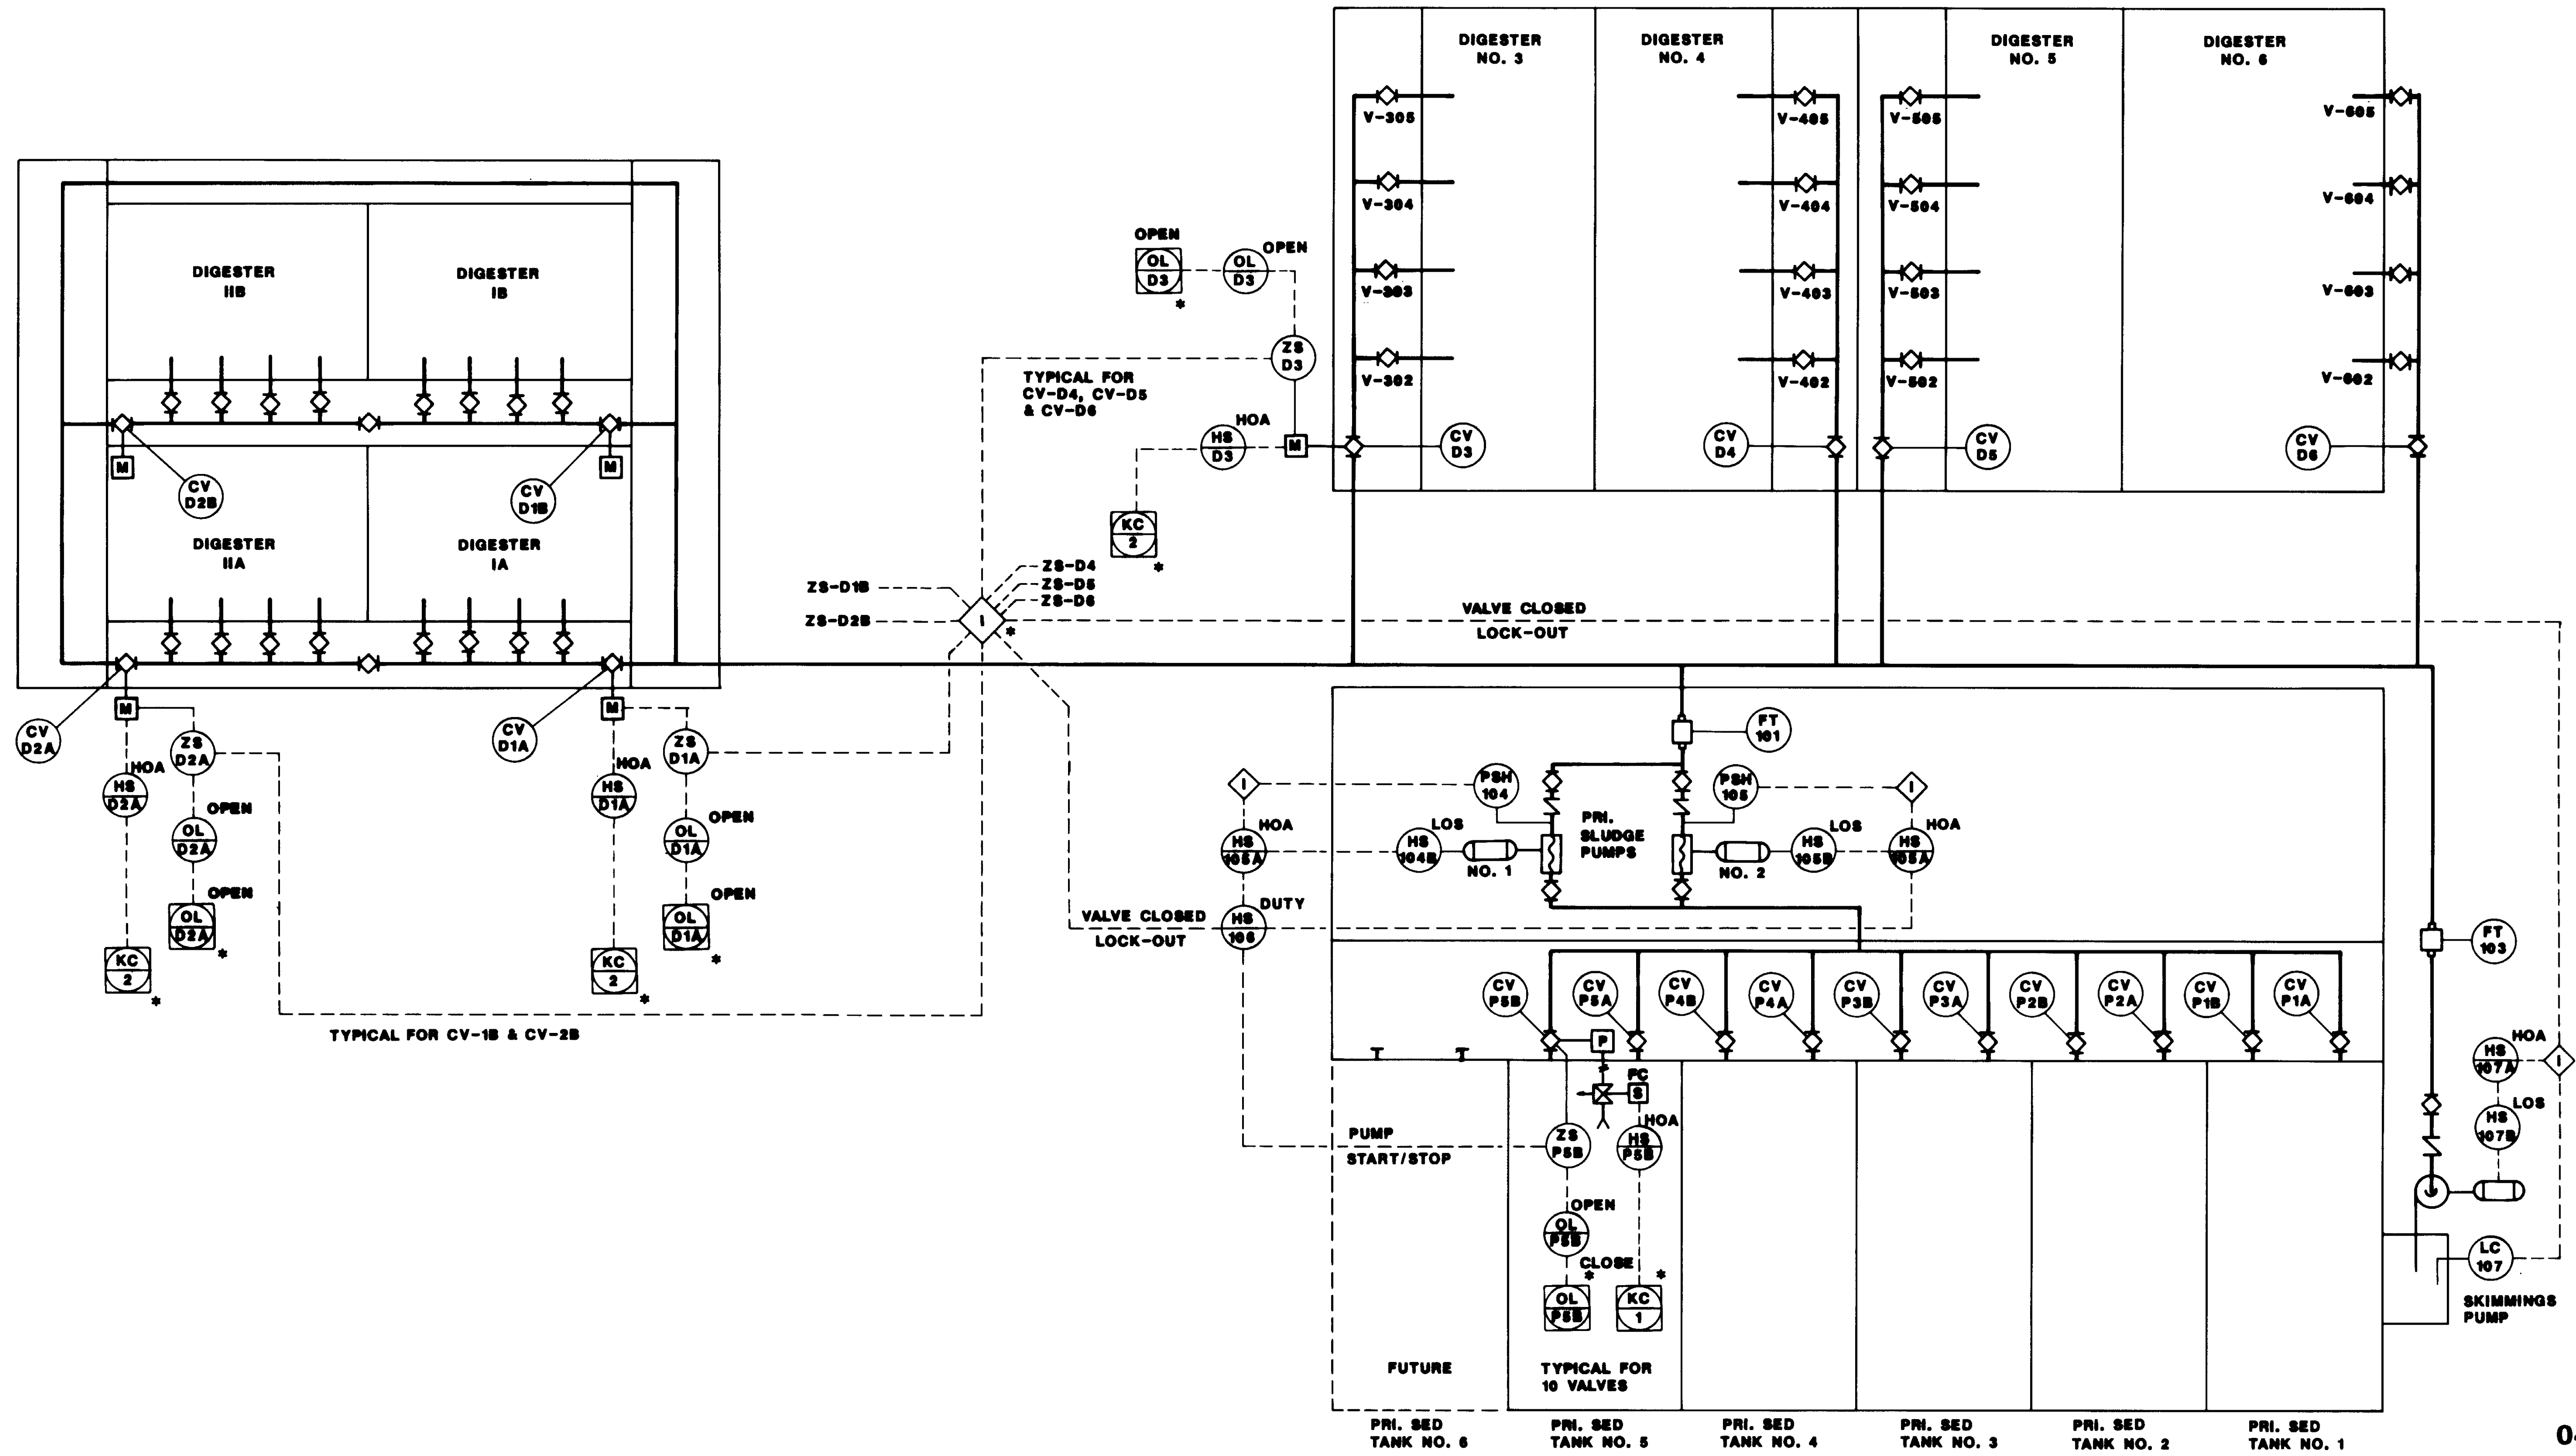 DIGESTER
NO. 3
DIGESTER
NO. 4
DIGESTER
NO. 5
DIGESTER
NO. 6
V-305
V-405
V-505
V-605
V-304
V-404
V-504
V-604
V-303
V-403
V-503
V-603
V-302
V-402
V-502
V-602
OPEN
OL
D3
*
OPEN
OL
D3
ZS
D3
TYPICAL FOR
CV-D4, CV-D5
& CV-D6
HOA
HS
D3
M
CV
D3
CV
D4
CV
D5
CV
D6
KC
2
*
DIGESTER
IIB
DIGESTER
IB
M
M
CV
D2B
CV
D1B
DIGESTER
IIA
DIGESTER
IA
ZS-D1B
ZS-D2B
ZS-D4
ZS-D5
ZS-D6
I
*
VALVE CLOSED
LOCK-OUT
M
M
CV
D2A
CV
D1A
ZS
D2A
ZS
D1A
HOA
HS
D2A
HOA
HS
D1A
OPEN
OL
D2A
OPEN
OL
D1A
OPEN
OL
D2A
*
OPEN
OL
D1A
*
KC
2
*
KC
2
*
TYPICAL FOR CV-1B & CV-2B
FT
101
I
PSH
104
PSH
105
I
HOA
HS
105A
LOS
HS
104B
NO. 1
PRI.
SLUDGE
PUMPS
NO. 2
LOS
HS
105B
HOA
HS
105A
VALVE CLOSED
LOCK-OUT
DUTY
HS
106
FT
103
CV
P5B
CV
P5A
CV
P4B
CV
P4A
CV
P3B
CV
P3A
CV
P2B
CV
P2A
CV
P1B
CV
P1A
P
FC
S
HOA
HS
P5B
PUMP
START/STOP
ZS
P5B
OPEN
OL
P5B
CLOSE
*
OL
P5B
*
KC
1
HOA
HS
107A
I
LOS
HS
107B
LC
107
SKIMMINGS
PUMP
FUTURE
TYPICAL FOR
10 VALVES
PRI. SED
TANK NO. 6
PRI. SED
TANK NO. 5
PRI. SED
TANK NO. 4
PRI. SED
TANK NO. 3
PRI. SED
TANK NO. 2
PRI. SED
TANK NO. 1